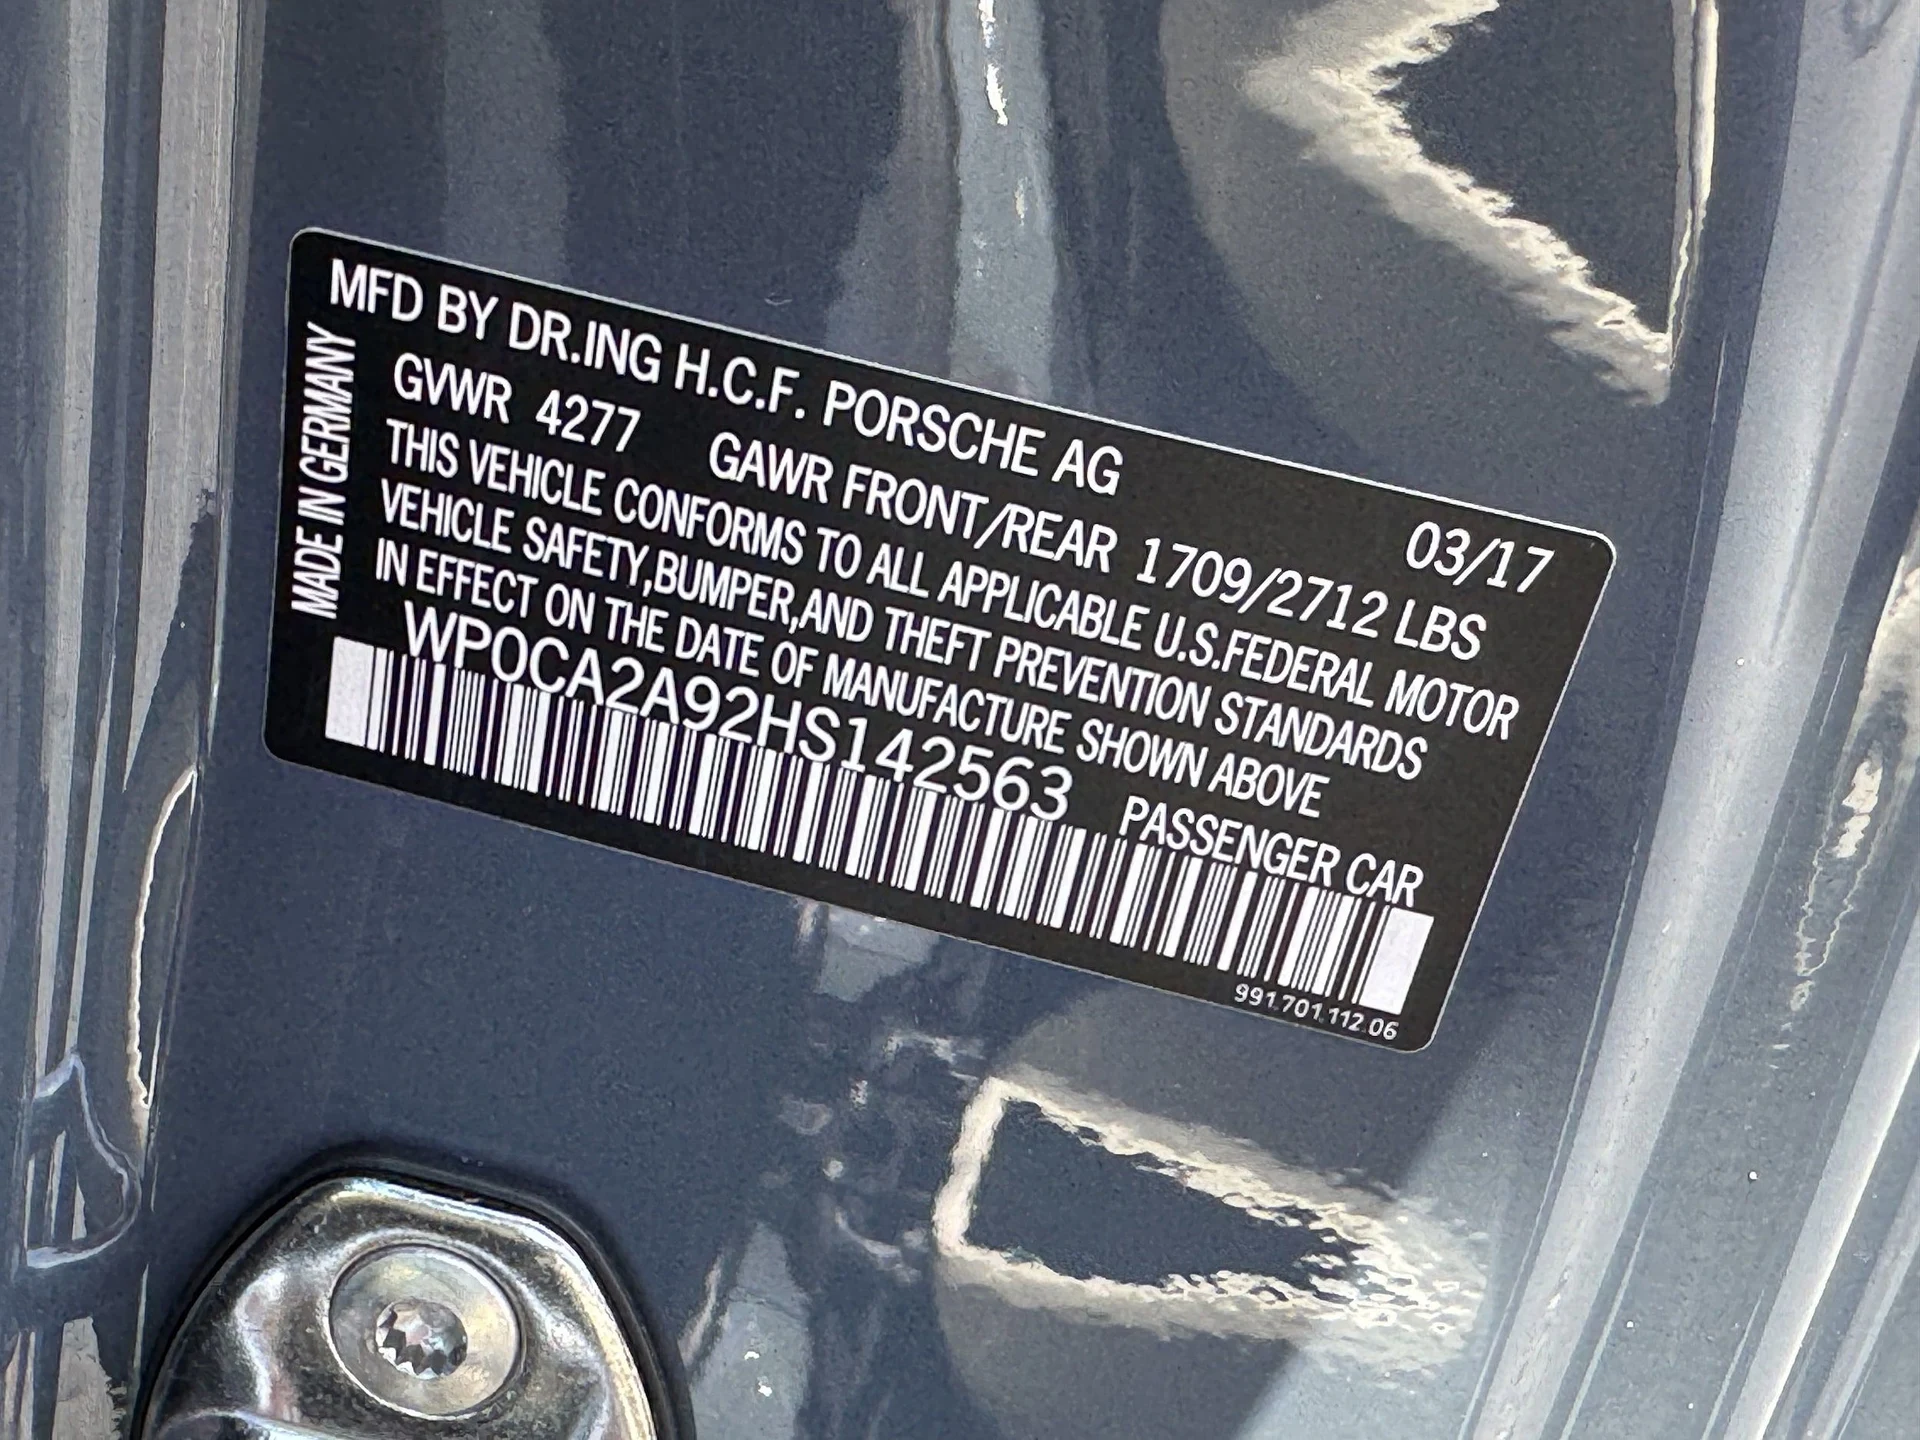 MFD BY DR.ING H.C.F. PORSCHE AG 03/17
GVWR 4277 GAWR FRONT/REAR 1709/2712 LBS
THIS VEHICLE CONFORMS TO ALL APPLICABLE U.S.FEDERAL MOTOR
VEHICLE SAFETY,BUMPER,AND THEFT PREVENTION STANDARDS
IN EFFECT ON THE DATE OF MANUFACTURE SHOWN ABOVE
WP0CA2A92HS142563 PASSENGER CAR
991.701.112.06
MADE IN GERMANY